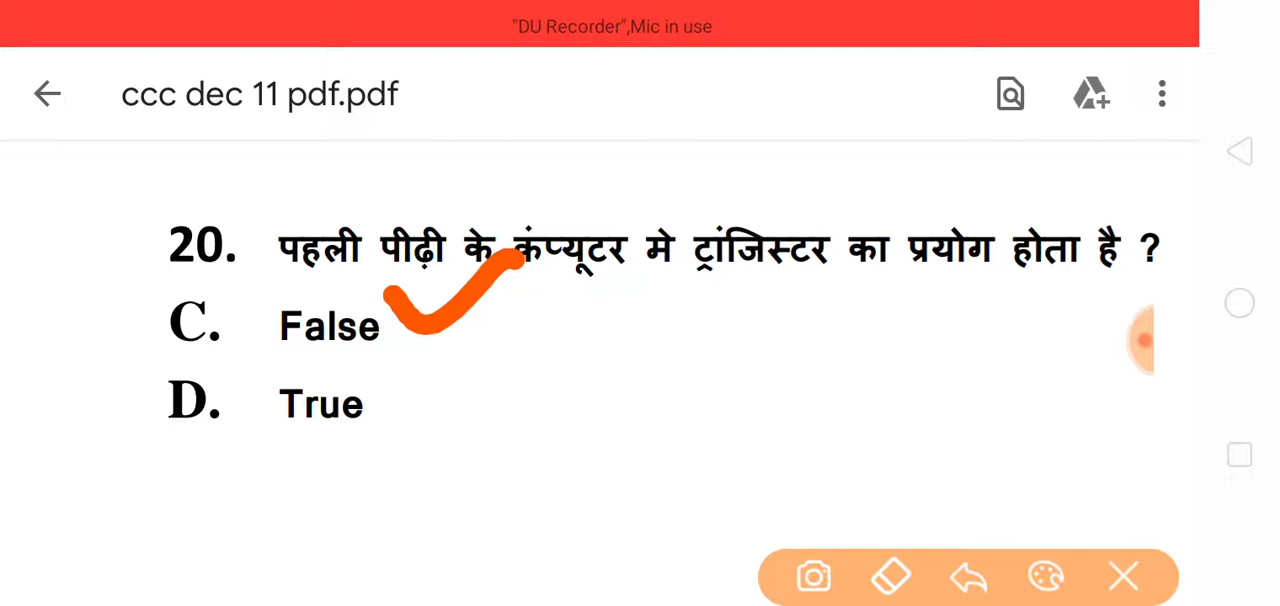 "DU Recorder",Mic in use
ccc dec 11 pdf.pdf
20. पहली पीढ़ी के कंप्यूटर मे ट्रांजिस्टर का प्रयोग होता है ?
C. False
D. True